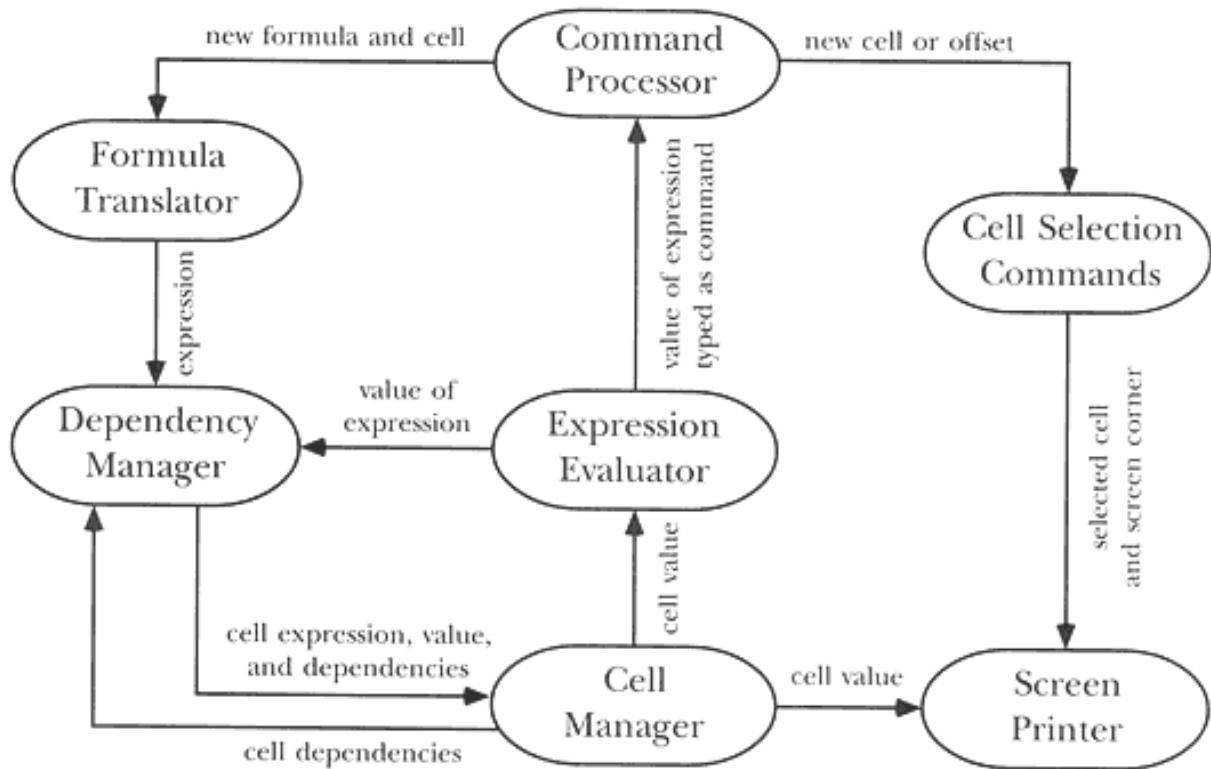 new formula and cell
Command
Processor
new cell or offset
Formula
Translator
value of expression
typed as command
Cell Selection
Commands
expression
Dependency
Manager
value of
expression
Expression
Evaluator
selected cell
and screen corner
cell value
cell expression, value,
and dependencies
Cell
Manager
cell value
Screen
Printer
cell dependencies